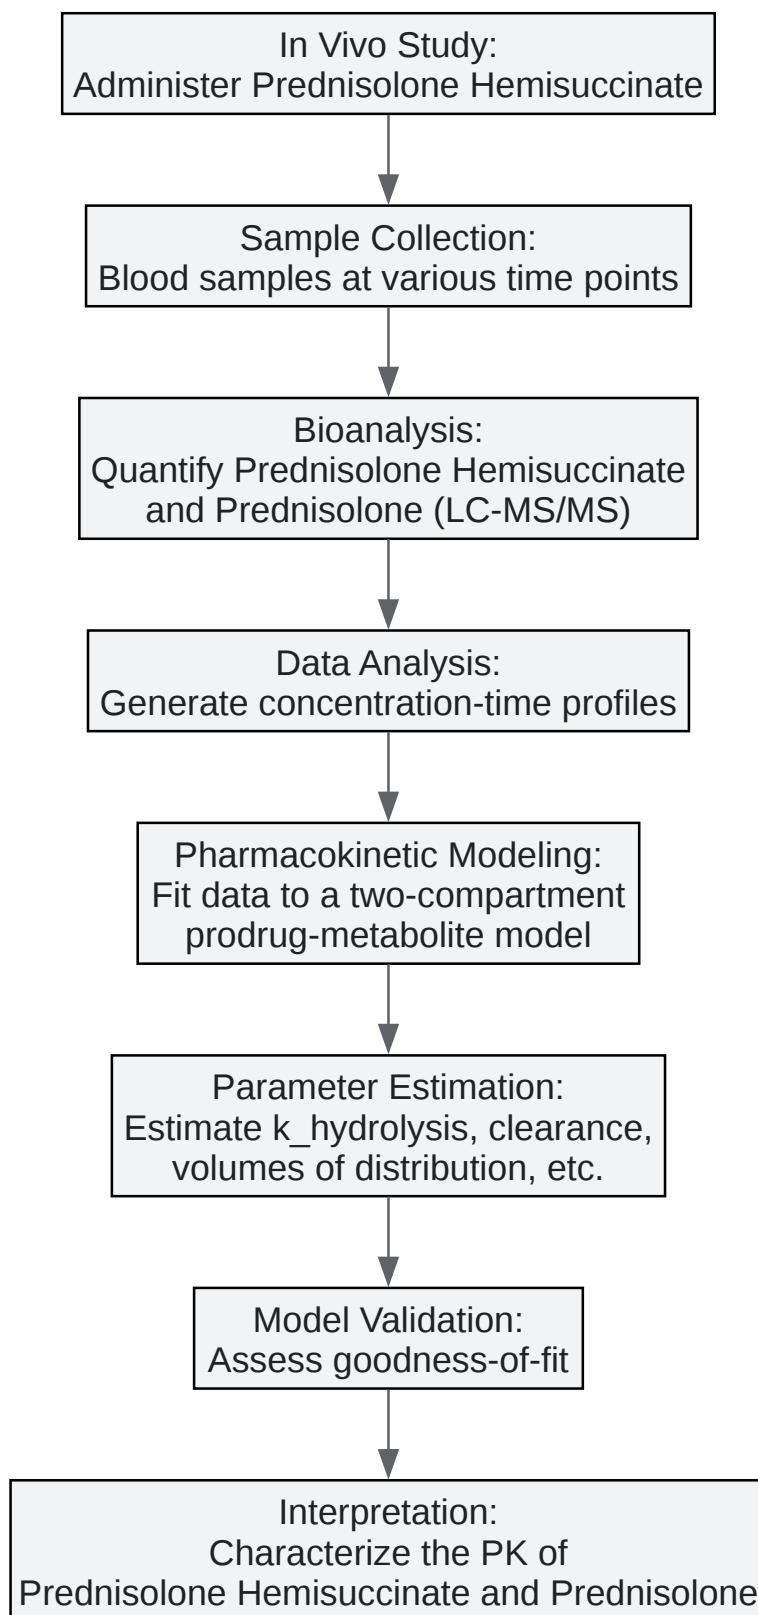 In Vivo Study:
Administer Prednisolone Hemisuccinate
Sample Collection:
Blood samples at various time points
Bioanalysis:
Quantify Prednisolone Hemisuccinate
and Prednisolone (LC-MS/MS)
Data Analysis:
Generate concentration-time profiles
Pharmacokinetic Modeling:
Fit data to a two-compartment
prodrug-metabolite model
Parameter Estimation:
Estimate k_hydrolysis, clearance,
volumes of distribution, etc.
Model Validation:
Assess goodness-of-fit
Interpretation:
Characterize the PK of
Prednisolone Hemisuccinate and Prednisolone